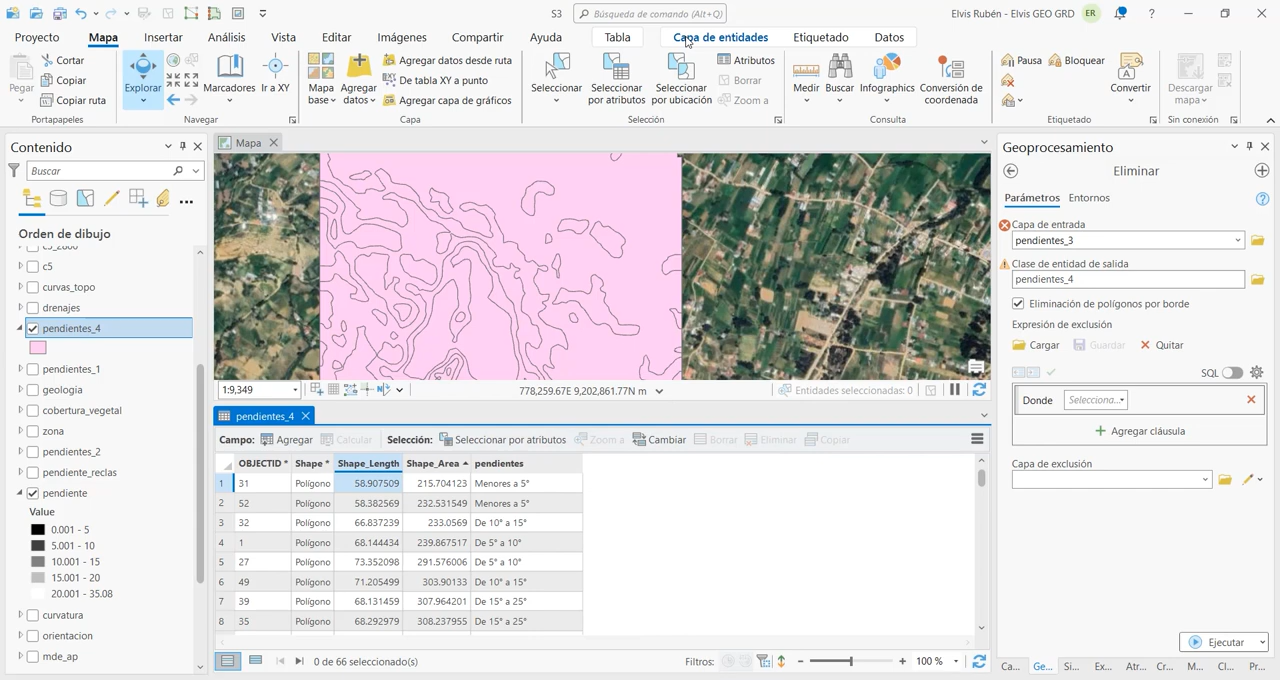 S3
Búsqueda de comando (Alt+Q)
Elvis Rubén - Elvis GEO GRD
ER
Proyecto
Mapa
Insertar
Análisis
Vista
Editar
Imágenes
Compartir
Ayuda
Tabla
Capa de entidades
Etiquetado
Datos
Pegar
Cortar
Copiar
Copiar ruta
Portapapeles
Explorar
Marcadores
Ir a XY
Navegar
Mapa base
Agregar datos
Agregar datos desde ruta
De tabla XY a punto
Agregar capa de gráficos
Capa
Seleccionar
Seleccionar por atributos
Seleccionar por ubicación
Atributos
Borrar
Zoom a
Selección
Medir
Buscar
Infographics
Conversión de coordenada
Consulta
Pausa
Bloquear
Convertir
Etiquetado
Descargar mapa
Sin conexión
Contenido
Buscar
Orden de dibujo
c5_2800
c5
curvas_topo
drenajes
pendientes_4
pendientes_1
geologia
cobertura_vegetal
zona
pendientes_2
pendiente_reclas
pendiente
Value
0.001 - 5
5.001 - 10
10.001 - 15
15.001 - 20
20.001 - 35.08
curvatura
orientacion
mde_ap
Mapa
1:9,349
778,259.67E 9,202,861.77N m
Entidades seleccionadas: 0
pendientes_4
Campo: Agregar Calcular Selección: Seleccionar por atributos Zoom a Cambiar Borrar Eliminar Copiar
OBJECTID * Shape * Shape_Length Shape_Area pendientes
1 31 Polígono 58.907509 215.704123 Menores a 5°
2 52 Polígono 58.382569 232.531549 Menores a 5°
3 32 Polígono 66.837239 233.0569 De 10° a 15°
4 1 Polígono 68.144434 239.867517 De 5° a 10°
5 27 Polígono 73.352098 291.576006 De 5° a 10°
6 49 Polígono 71.205499 303.90133 De 10° a 15°
7 39 Polígono 68.131459 307.964201 De 15° a 25°
8 35 Polígono 68.292979 308.237955 De 15° a 25°
0 de 66 seleccionado(s)
Filtros:
100 %
Geoprocesamiento
Eliminar
Parámetros
Entornos
Capa de entrada
pendientes_3
Clase de entidad de salida
pendientes_4
Eliminación de polígonos por borde
Expresión de exclusión
Cargar
Guardar
Quitar
SQL
Donde
Selecciona...
Agregar cláusula
Capa de exclusión
Ejecutar
Ca...
Ge...
Si...
Ex...
Atr...
Cr...
M...
Cl...
Pr...